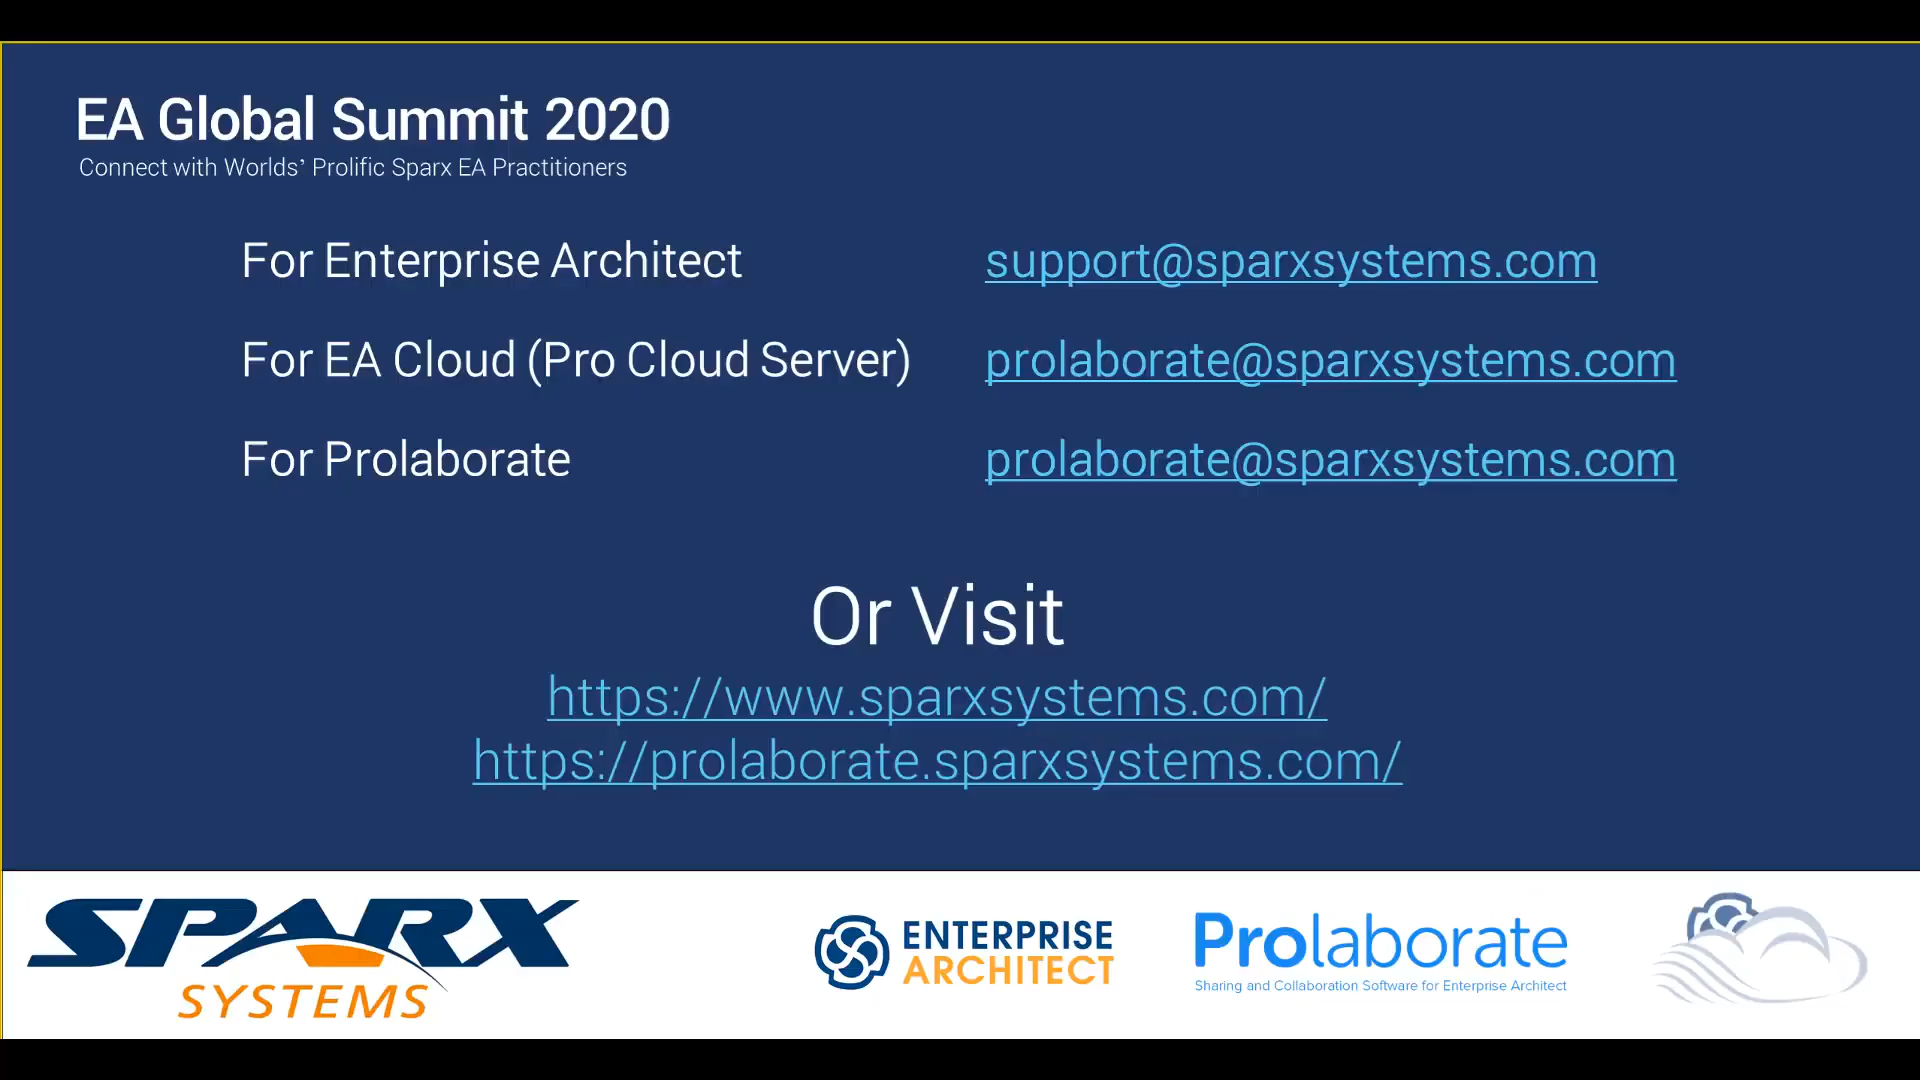 EA Global Summit 2020
Connect with Worlds’ Prolific Sparx EA Practitioners
For Enterprise Architect support@sparxsystems.com
For EA Cloud (Pro Cloud Server) prolaborate@sparxsystems.com
For Prolaborate prolaborate@sparxsystems.com
Or Visit
https://www.sparxsystems.com/
https://prolaborate.sparxsystems.com/
SPARX
SYSTEMS
ENTERPRISE
ARCHITECT
Prolaborate
Sharing and Collaboration Software for Enterprise Architect